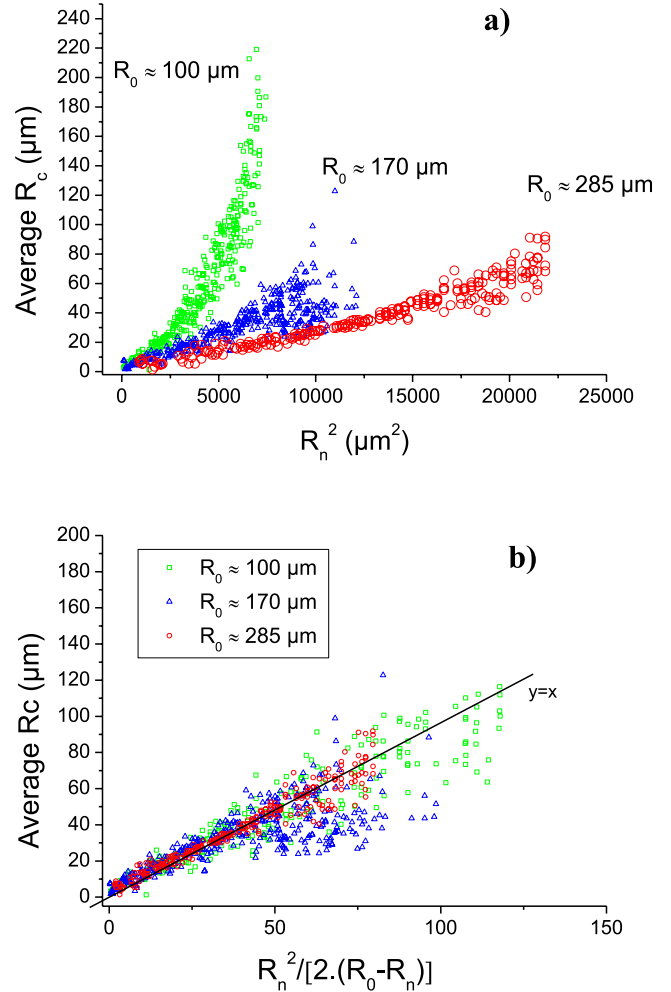 a)
240
220
200
180
160
140
120
100
80
60
40
20
0
Average R_c (μm)
R_0 ≈ 100 μm
R_0 ≈ 170 μm
R_0 ≈ 285 μm
0 5000 10000 15000 20000 25000
R_n^2 (μm^2)
b)
200
180
160
140
120
100
80
60
40
20
0
Average Rc (μm)
R_0 ≈ 100 μm
R_0 ≈ 170 μm
R_0 ≈ 285 μm
y=x
0 50 100 150
R_n^2/[2.(R_0-R_n)]